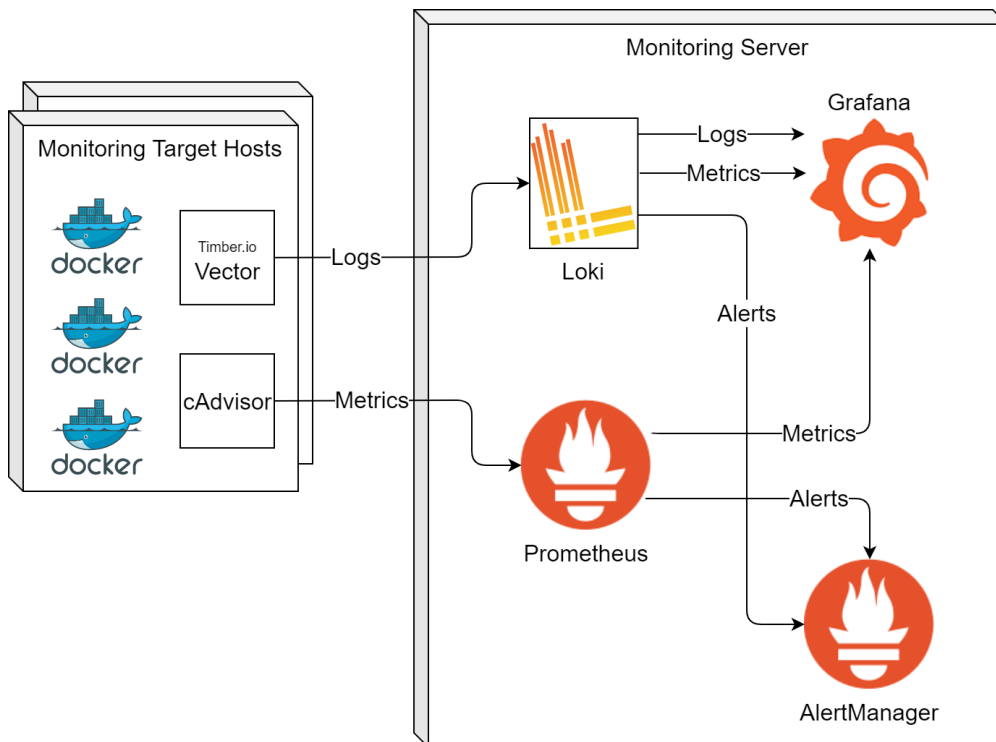 Monitoring Server
Grafana
Monitoring Target Hosts
Logs
Metrics
docker
Timber.io
Vector
Logs
Loki
docker
Alerts
cAdvisor
Metrics
docker
Metrics
Alerts
Prometheus
AlertManager